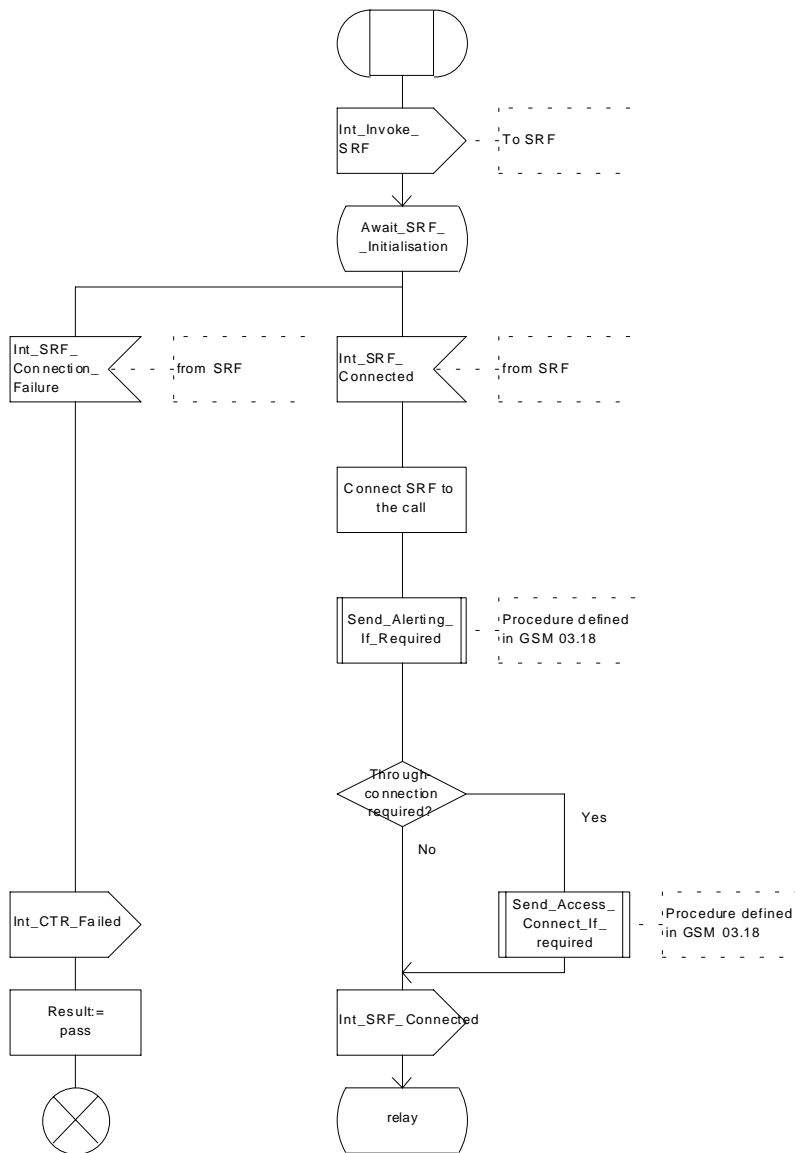 Int_Invoke_
SRF
To SRF
Await_SRF_
_Initialisation
Int_SRF_
Connection_
Failure
from SRF
Int_SRF_
Connected
from SRF
Connect SRF to
the call
Send_Alerting_
If_Required
Procedure defined
in GSM 03.18
Through-
connection
required?
Yes
No
Int_CTR_Failed
Send_Access_
Connect_If_
required
Procedure defined
in GSM 03.18
Result:=
pass
Int_SRF_Connected
relay